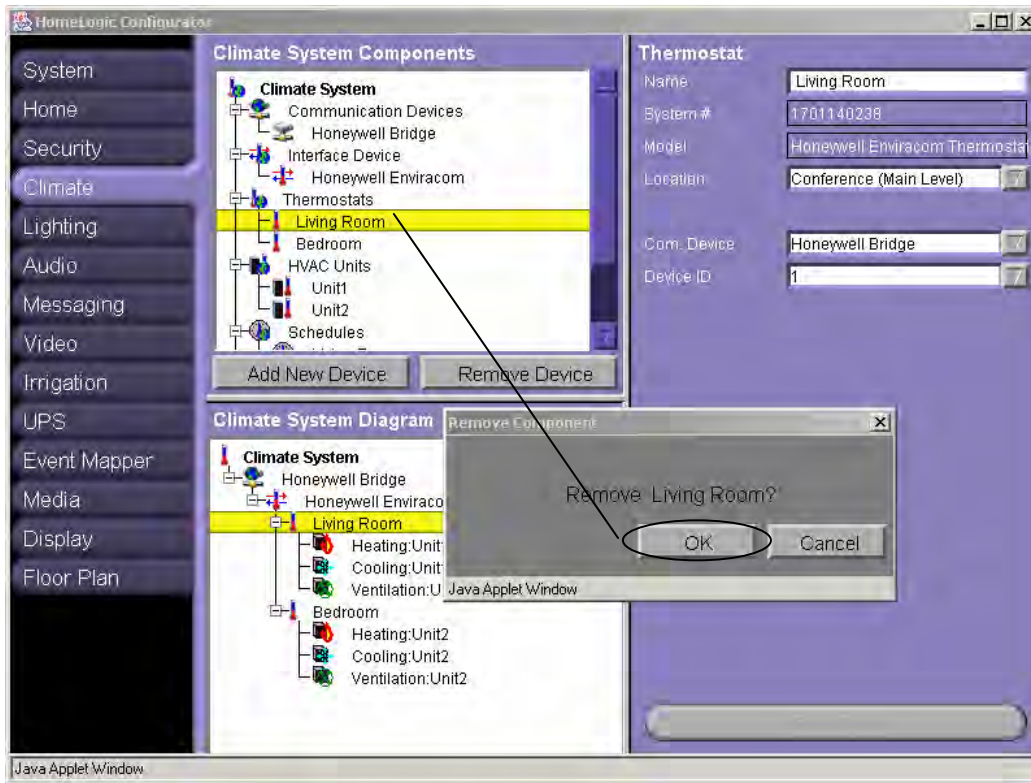 HomeLogic Configurator
System
Home
Security
Climate
Lighting
Audio
Messaging
Video
Irrigation
UPS
Event Mapper
Media
Display
Floor Plan
Climate System Components
Climate System
Communication Devices
Honeywell Bridge
Interface Device
Honeywell Enviracom
Thermostats
Living Room
Bedroom
HVAC Units
Unit1
Unit2
Schedules
Add New Device
Remove Device
Climate System Diagram
Climate System
Honeywell Bridge
Honeywell Enviraco
Living Room
Heating:Unit
Cooling:Unit
Ventilation:U
Bedroom
Heating:Unit2
Cooling:Unit2
Ventilation:Unit2
Thermostat
Name Living Room
System # 1701140238
Model Honeywell Enviracom Thermostat
Location Conference (Main Level)
Com. Device Honeywell Bridge
Device ID 1
Remove Component
Remove Living Room?
OK
Cancel
Java Applet Window
Java Applet Window